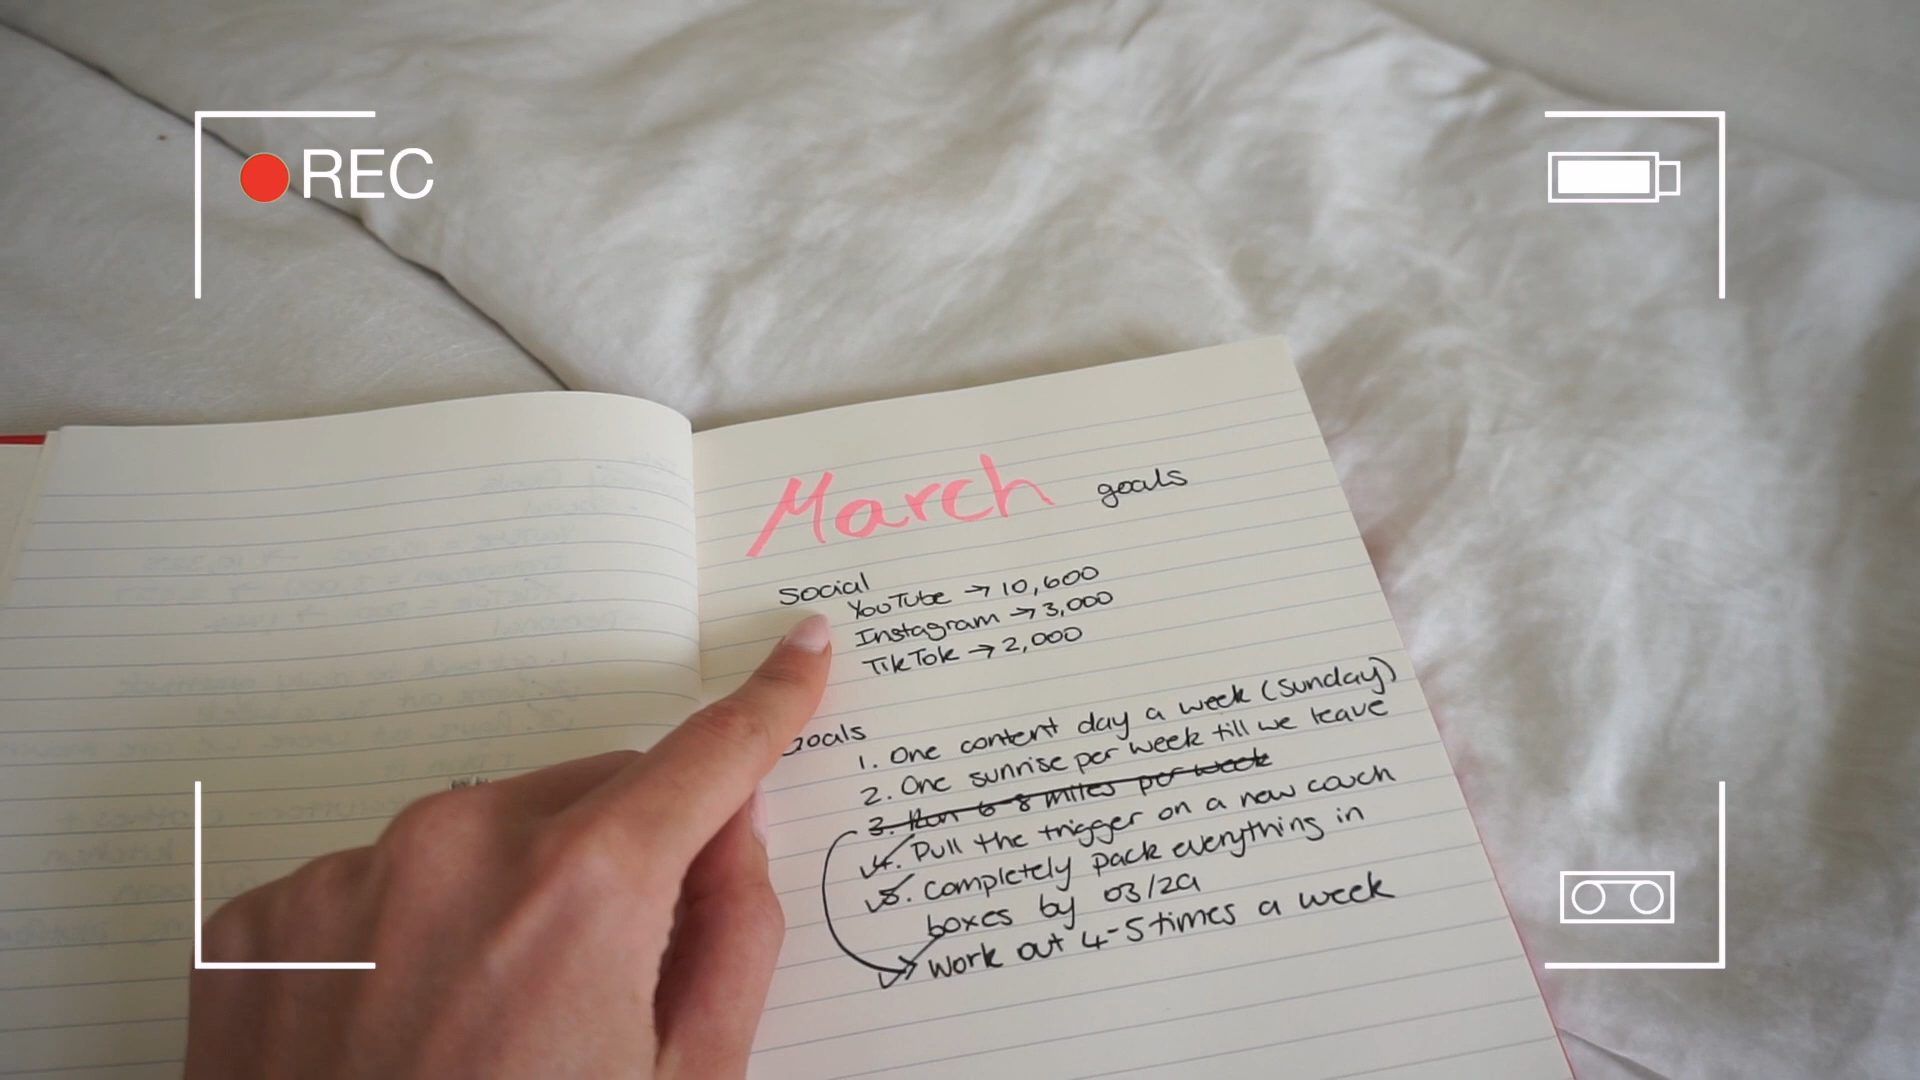 REC
March goals
Social
YouTube → 10,600
Instagram → 3,000
TikTok → 2,000
Goals
1. One content day a week (Sunday)
2. One sunrise per week till we leave
3. Run 6-8 miles per week
4. Pull the trigger on a new couch
5. Completely pack everything in
boxes by 03/29
Work out 4-5 times a week